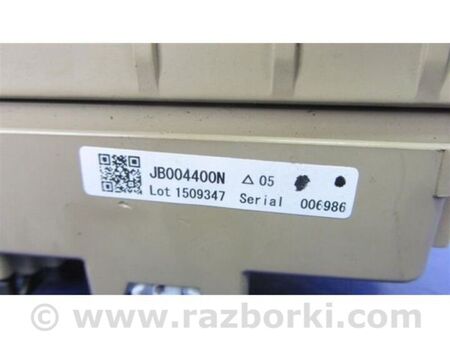 JB004400N △ 05
Lot 1509347 Serial 006986
© www.razborki.com